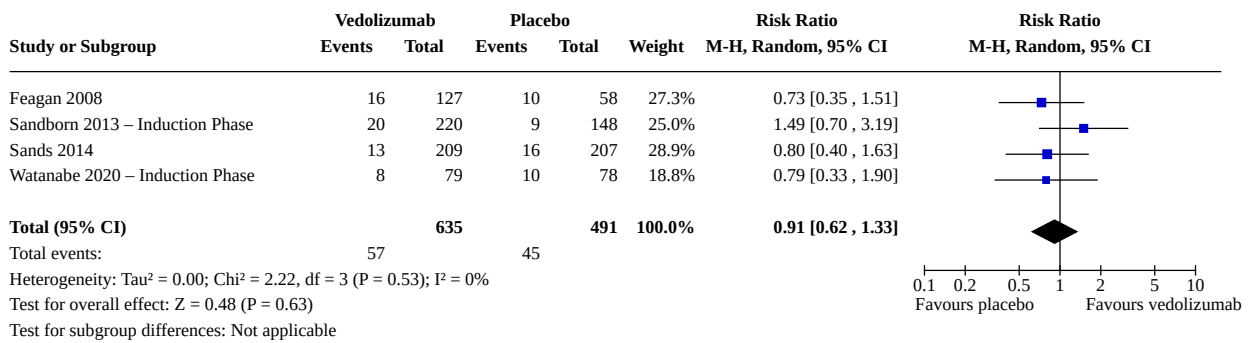 Vedolizumab Placebo Risk Ratio Risk Ratio
Study or Subgroup Events Total Events Total Weight M-H, Random, 95% CI M-H, Random, 95% CI
Feagan 2008 16 127 10 58 27.3% 0.73 [0.35 , 1.51]
Sandborn 2013 – Induction Phase 20 220 9 148 25.0% 1.49 [0.70 , 3.19]
Sands 2014 13 209 16 207 28.9% 0.80 [0.40 , 1.63]
Watanabe 2020 – Induction Phase 8 79 10 78 18.8% 0.79 [0.33 , 1.90]
Total (95% CI) 635 491 100.0% 0.91 [0.62 , 1.33]
Total events: 57 45
Heterogeneity: Tau² = 0.00; Chi² = 2.22, df = 3 (P = 0.53); I² = 0%
Test for overall effect: Z = 0.48 (P = 0.63)
Test for subgroup differences: Not applicable
0.1 0.2 0.5 1 2 5 10
Favours placebo Favours vedolizumab